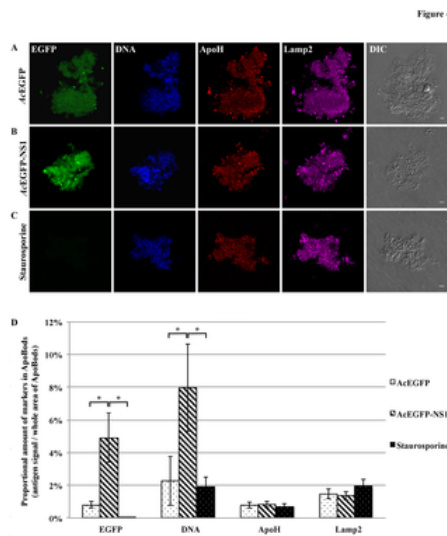 Figure
A EGFP DNA ApoH Lamp2 DIC
AcEGFP
B
AcEGFP-NS1
C
Staurosporine
D
Proportional amount of markers in ApoBods
(antigen signal / whole area of ApoBods)
12%
10%
8%
6%
4%
2%
0%
* * * *
EGFP DNA ApoH Lamp2
AcEGFP
AcEGFP-NS1
Staurosporine